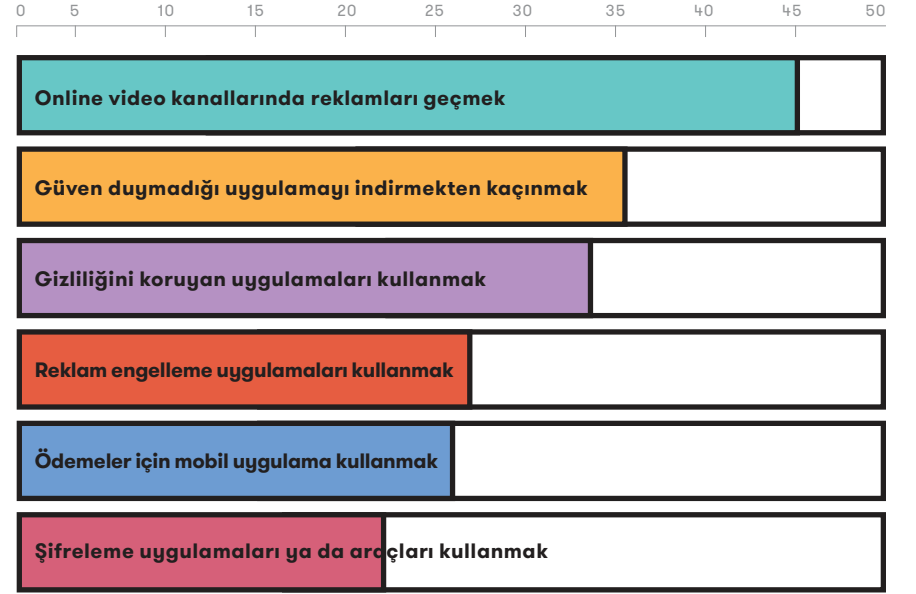 0 5 10 15 20 25 30 35 40 45 50
Online video kanallarında reklamları geçmek
Güven duymadığı uygulamayı indirmekten kaçınmak
Gizliliğini koruyan uygulamaları kullanmak
Reklam engelleme uygulamaları kullanmak
Ödemeler için mobil uygulama kullanmak
Şifreleme uygulamaları ya da araçları kullanmak